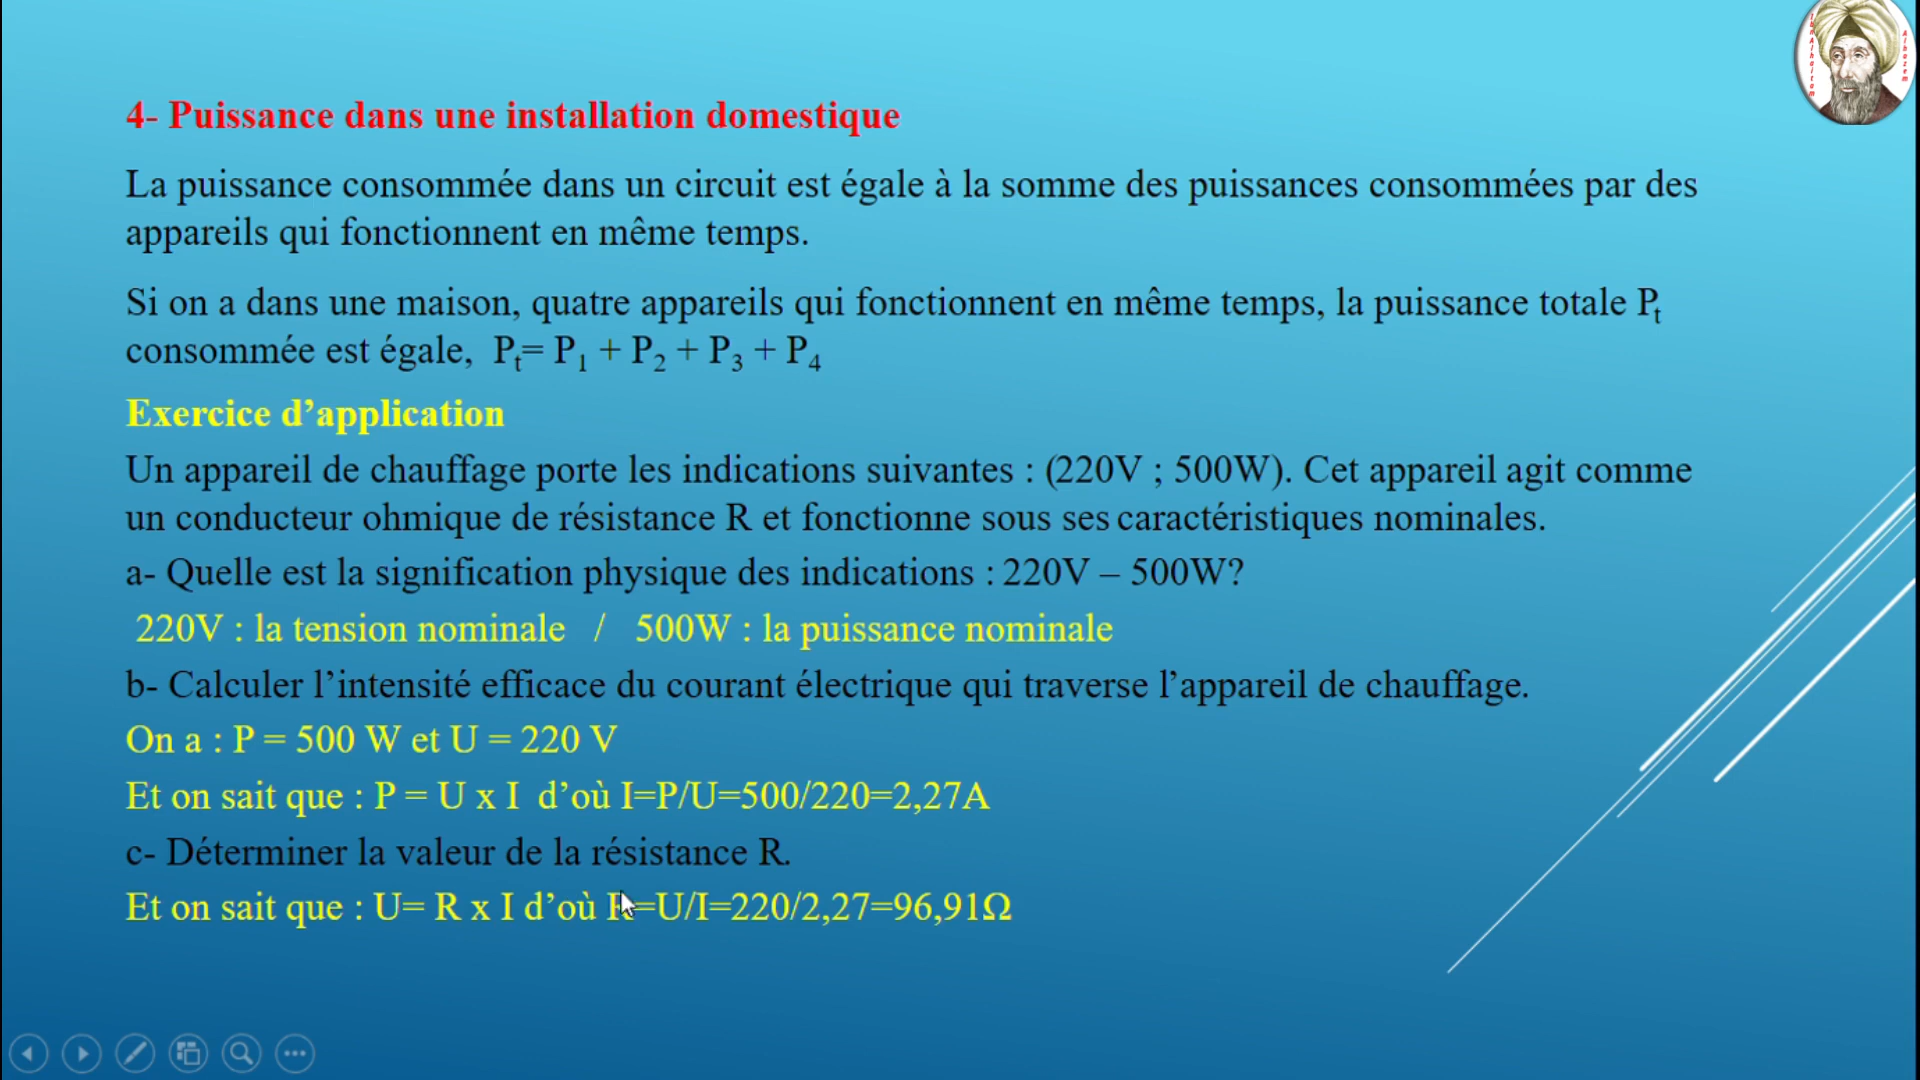 4- Puissance dans une installation domestique
La puissance consommée dans un circuit est égale à la somme des puissances consommées par des
appareils qui fonctionnent en même temps.
Si on a dans une maison, quatre appareils qui fonctionnent en même temps, la puissance totale Pt
consommée est égale, Pt= P1 + P2 + P3 + P4
Exercice d’application
Un appareil de chauffage porte les indications suivantes : (220V ; 500W). Cet appareil agit comme
un conducteur ohmique de résistance R et fonctionne sous ses caractéristiques nominales.
a- Quelle est la signification physique des indications : 220V – 500W?
220V : la tension nominale / 500W : la puissance nominale
b- Calculer l’intensité efficace du courant électrique qui traverse l’appareil de chauffage.
On a : P = 500 W et U = 220 V
Et on sait que : P = U x I d’où I=P/U=500/220=2,27A
c- Déterminer la valeur de la résistance R.
Et on sait que : U= R x I d’où R=U/I=220/2,27=96,91Ω
Ibn Alhaitam
Alhazem